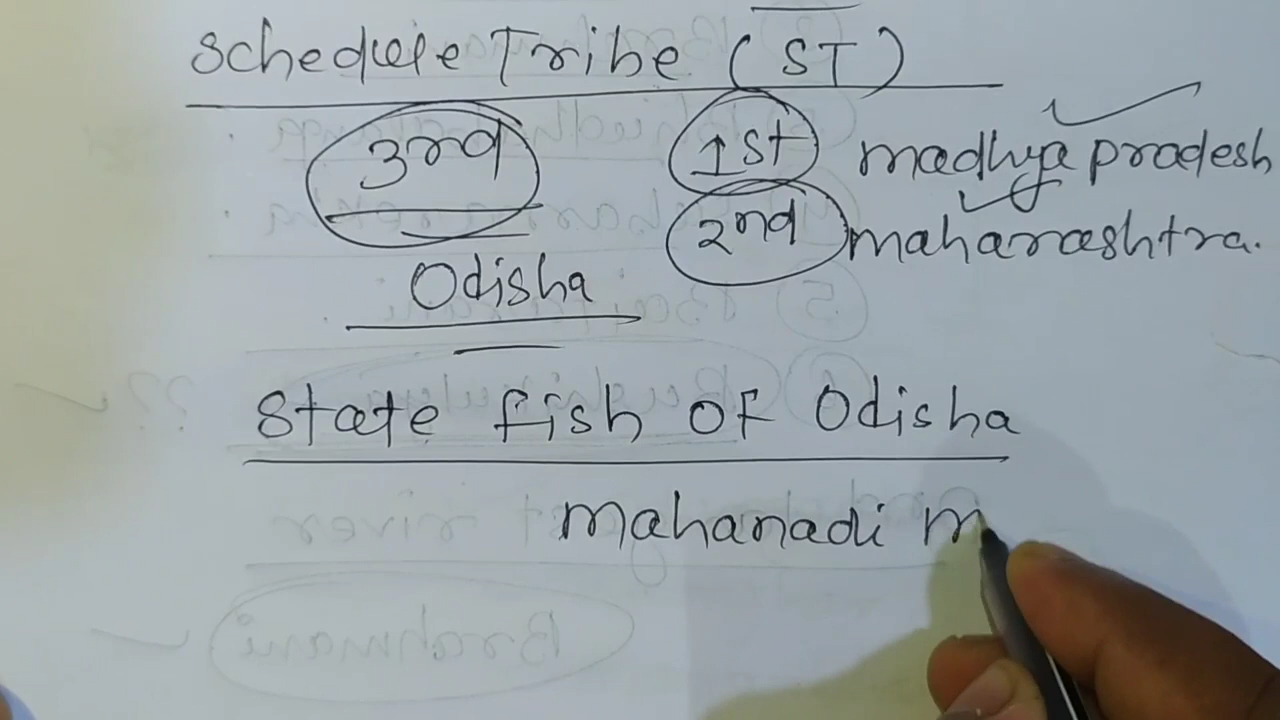 Schedule Tribe (ST)
3rd
1st madhya pradesh
2nd maharashtra.
Odisha
State fish of Odisha
mahanadi m